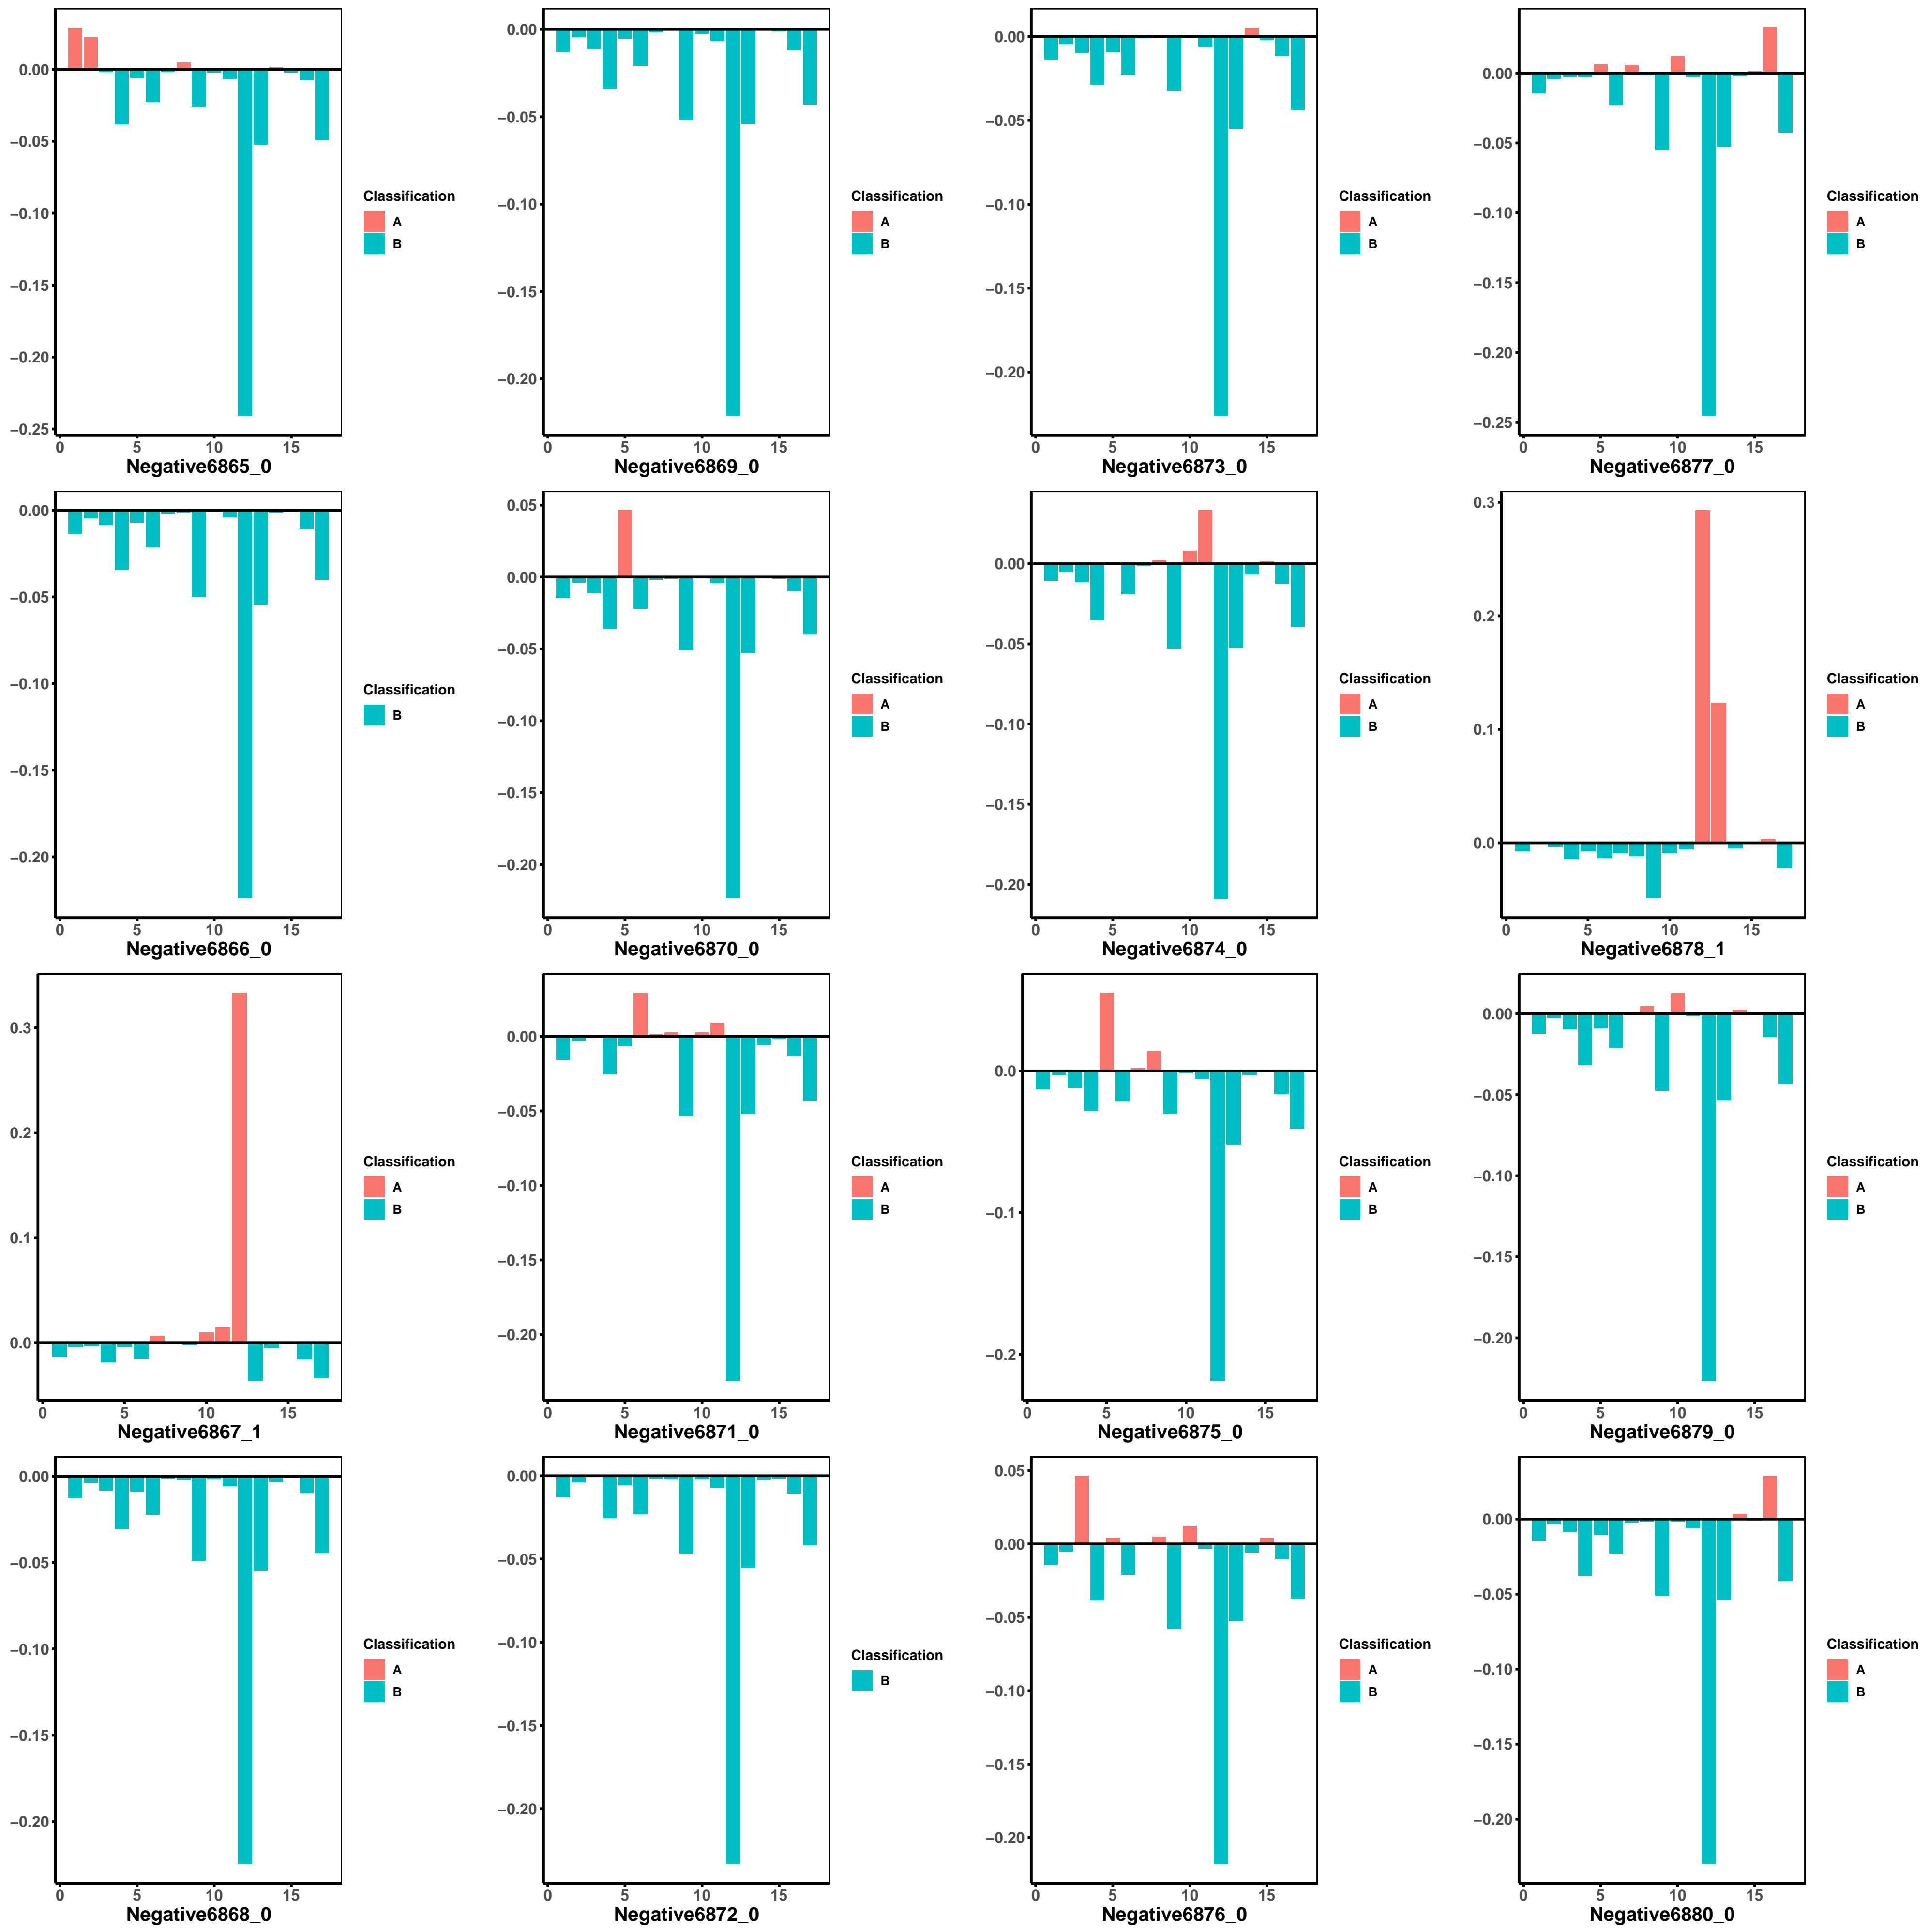 0.00
−0.05
−0.10
−0.15
−0.20
−0.25
0 5 10 15
Negative6865_0
Classification
A
B
0.00
−0.05
−0.10
−0.15
−0.20
0 5 10 15
Negative6869_0
Classification
A
B
0.00
−0.05
−0.10
−0.15
−0.20
0 5 10 15
Negative6873_0
Classification
A
B
0.00
−0.05
−0.10
−0.15
−0.20
−0.25
0 5 10 15
Negative6877_0
Classification
A
B
0.00
−0.05
−0.10
−0.15
−0.20
0 5 10 15
Negative6866_0
Classification
B
0.05
0.00
−0.05
−0.10
−0.15
−0.20
0 5 10 15
Negative6870_0
Classification
A
B
0.00
−0.05
−0.10
−0.15
−0.20
0 5 10 15
Negative6874_0
Classification
A
B
0.3
0.2
0.1
0.0
0 5 10 15
Negative6878_1
Classification
A
B
0.3
0.2
0.1
0.0
0 5 10 15
Negative6867_1
Classification
A
B
0.00
−0.05
−0.10
−0.15
−0.20
0 5 10 15
Negative6871_0
Classification
A
B
0.0
−0.1
−0.2
0 5 10 15
Negative6875_0
Classification
A
B
0.00
−0.05
−0.10
−0.15
−0.20
0 5 10 15
Negative6879_0
Classification
A
B
0.00
−0.05
−0.10
−0.15
−0.20
0 5 10 15
Negative6868_0
Classification
A
B
0.00
−0.05
−0.10
−0.15
−0.20
0 5 10 15
Negative6872_0
Classification
B
0.05
0.00
−0.05
−0.10
−0.15
−0.20
0 5 10 15
Negative6876_0
Classification
A
B
0.00
−0.05
−0.10
−0.15
−0.20
0 5 10 15
Negative6880_0
Classification
A
B